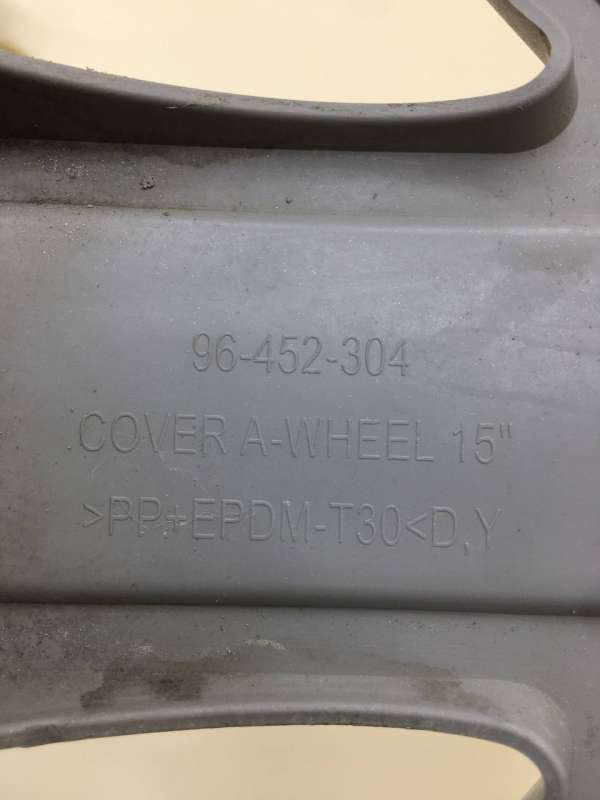 96-452-304
COVER A-WHEEL 15"
>PP+EPDM-T30<D,Y